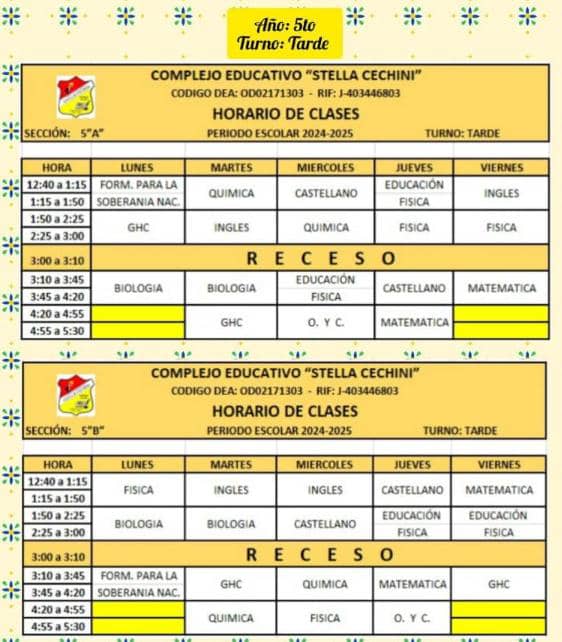 Año: 5to
Turno: Tarde
COMPLEJO EDUCATIVO “STELLA CECHINI”
CODIGO DEA: OD02171303 - RIF: J-403446803
HORARIO DE CLASES
SECCIÓN: 5”A” PERIODO ESCOLAR 2024-2025 TURNO: TARDE
HORA LUNES MARTES MIERCOLES JUEVES VIERNES
12:40 a 1:15 FORM. PARA LA SOBERANIA NAC. QUIMICA CASTELLANO EDUCACIÓN FISICA INGLES
1:15 a 1:50
1:50 a 2:25 GHC INGLES QUIMICA FISICA FISICA
2:25 a 3:00
3:00 a 3:10 R E C E S O
3:10 a 3:45 BIOLOGIA BIOLOGIA EDUCACIÓN FISICA CASTELLANO MATEMATICA
3:45 a 4:20
4:20 a 4:55 GHC O. Y C. MATEMATICA
4:55 a 5:30
COMPLEJO EDUCATIVO “STELLA CECHINI”
CODIGO DEA: OD02171303 - RIF: J-403446803
HORARIO DE CLASES
SECCIÓN: 5”B” PERIODO ESCOLAR 2024-2025 TURNO: TARDE
HORA LUNES MARTES MIERCOLES JUEVES VIERNES
12:40 a 1:15 FISICA INGLES INGLES CASTELLANO MATEMATICA
1:15 a 1:50
1:50 a 2:25 BIOLOGIA BIOLOGIA CASTELLANO EDUCACIÓN FISICA EDUCACIÓN FISICA
2:25 a 3:00
3:00 a 3:10 R E C E S O
3:10 a 3:45 FORM. PARA LA SOBERANIA NAC. GHC QUIMICA MATEMATICA GHC
3:45 a 4:20
4:20 a 4:55 QUIMICA FISICA O. Y C.
4:55 a 5:30